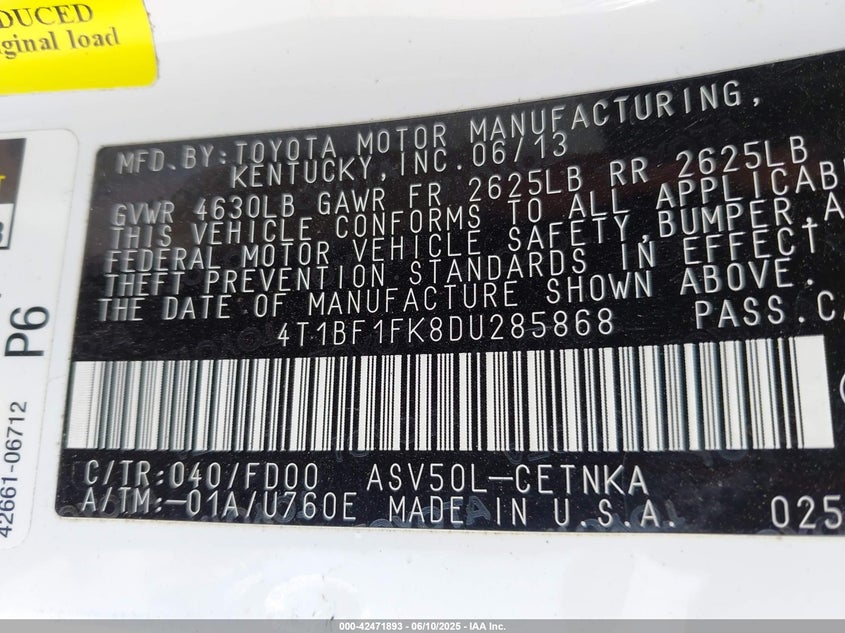 DUCED
ginal load
MFD.BY:TOYOTA MOTOR MANUFACTURING,
KENTUCKY,INC.06/13
GVWR 4630LB GAWR FR 2625LB RR 2625LB
THIS VEHICLE CONFORMS TO ALL APPLICAB
FEDERAL MOTOR VEHICLE SAFETY,BUMPER,A
THEFT PREVENTION STANDARDS IN EFFECT
THE DATE OF MANUFACTURE SHOWN ABOVE.
4T1BF1FK8DU285868 PASS.CA
C/TR:040/FD00 ASV50L-CETNKA
A/TM:-01A/U760E MADE IN U.S.A. 025
P6
42661-06712
000-42471893 - 06/10/2025 - IAA Inc.